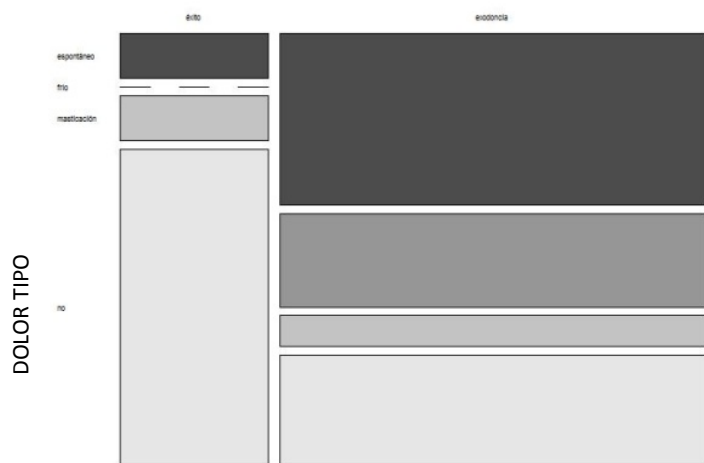 éxito
exodoncia
espontáneo
frío
masticación
no
DOLOR TIPO